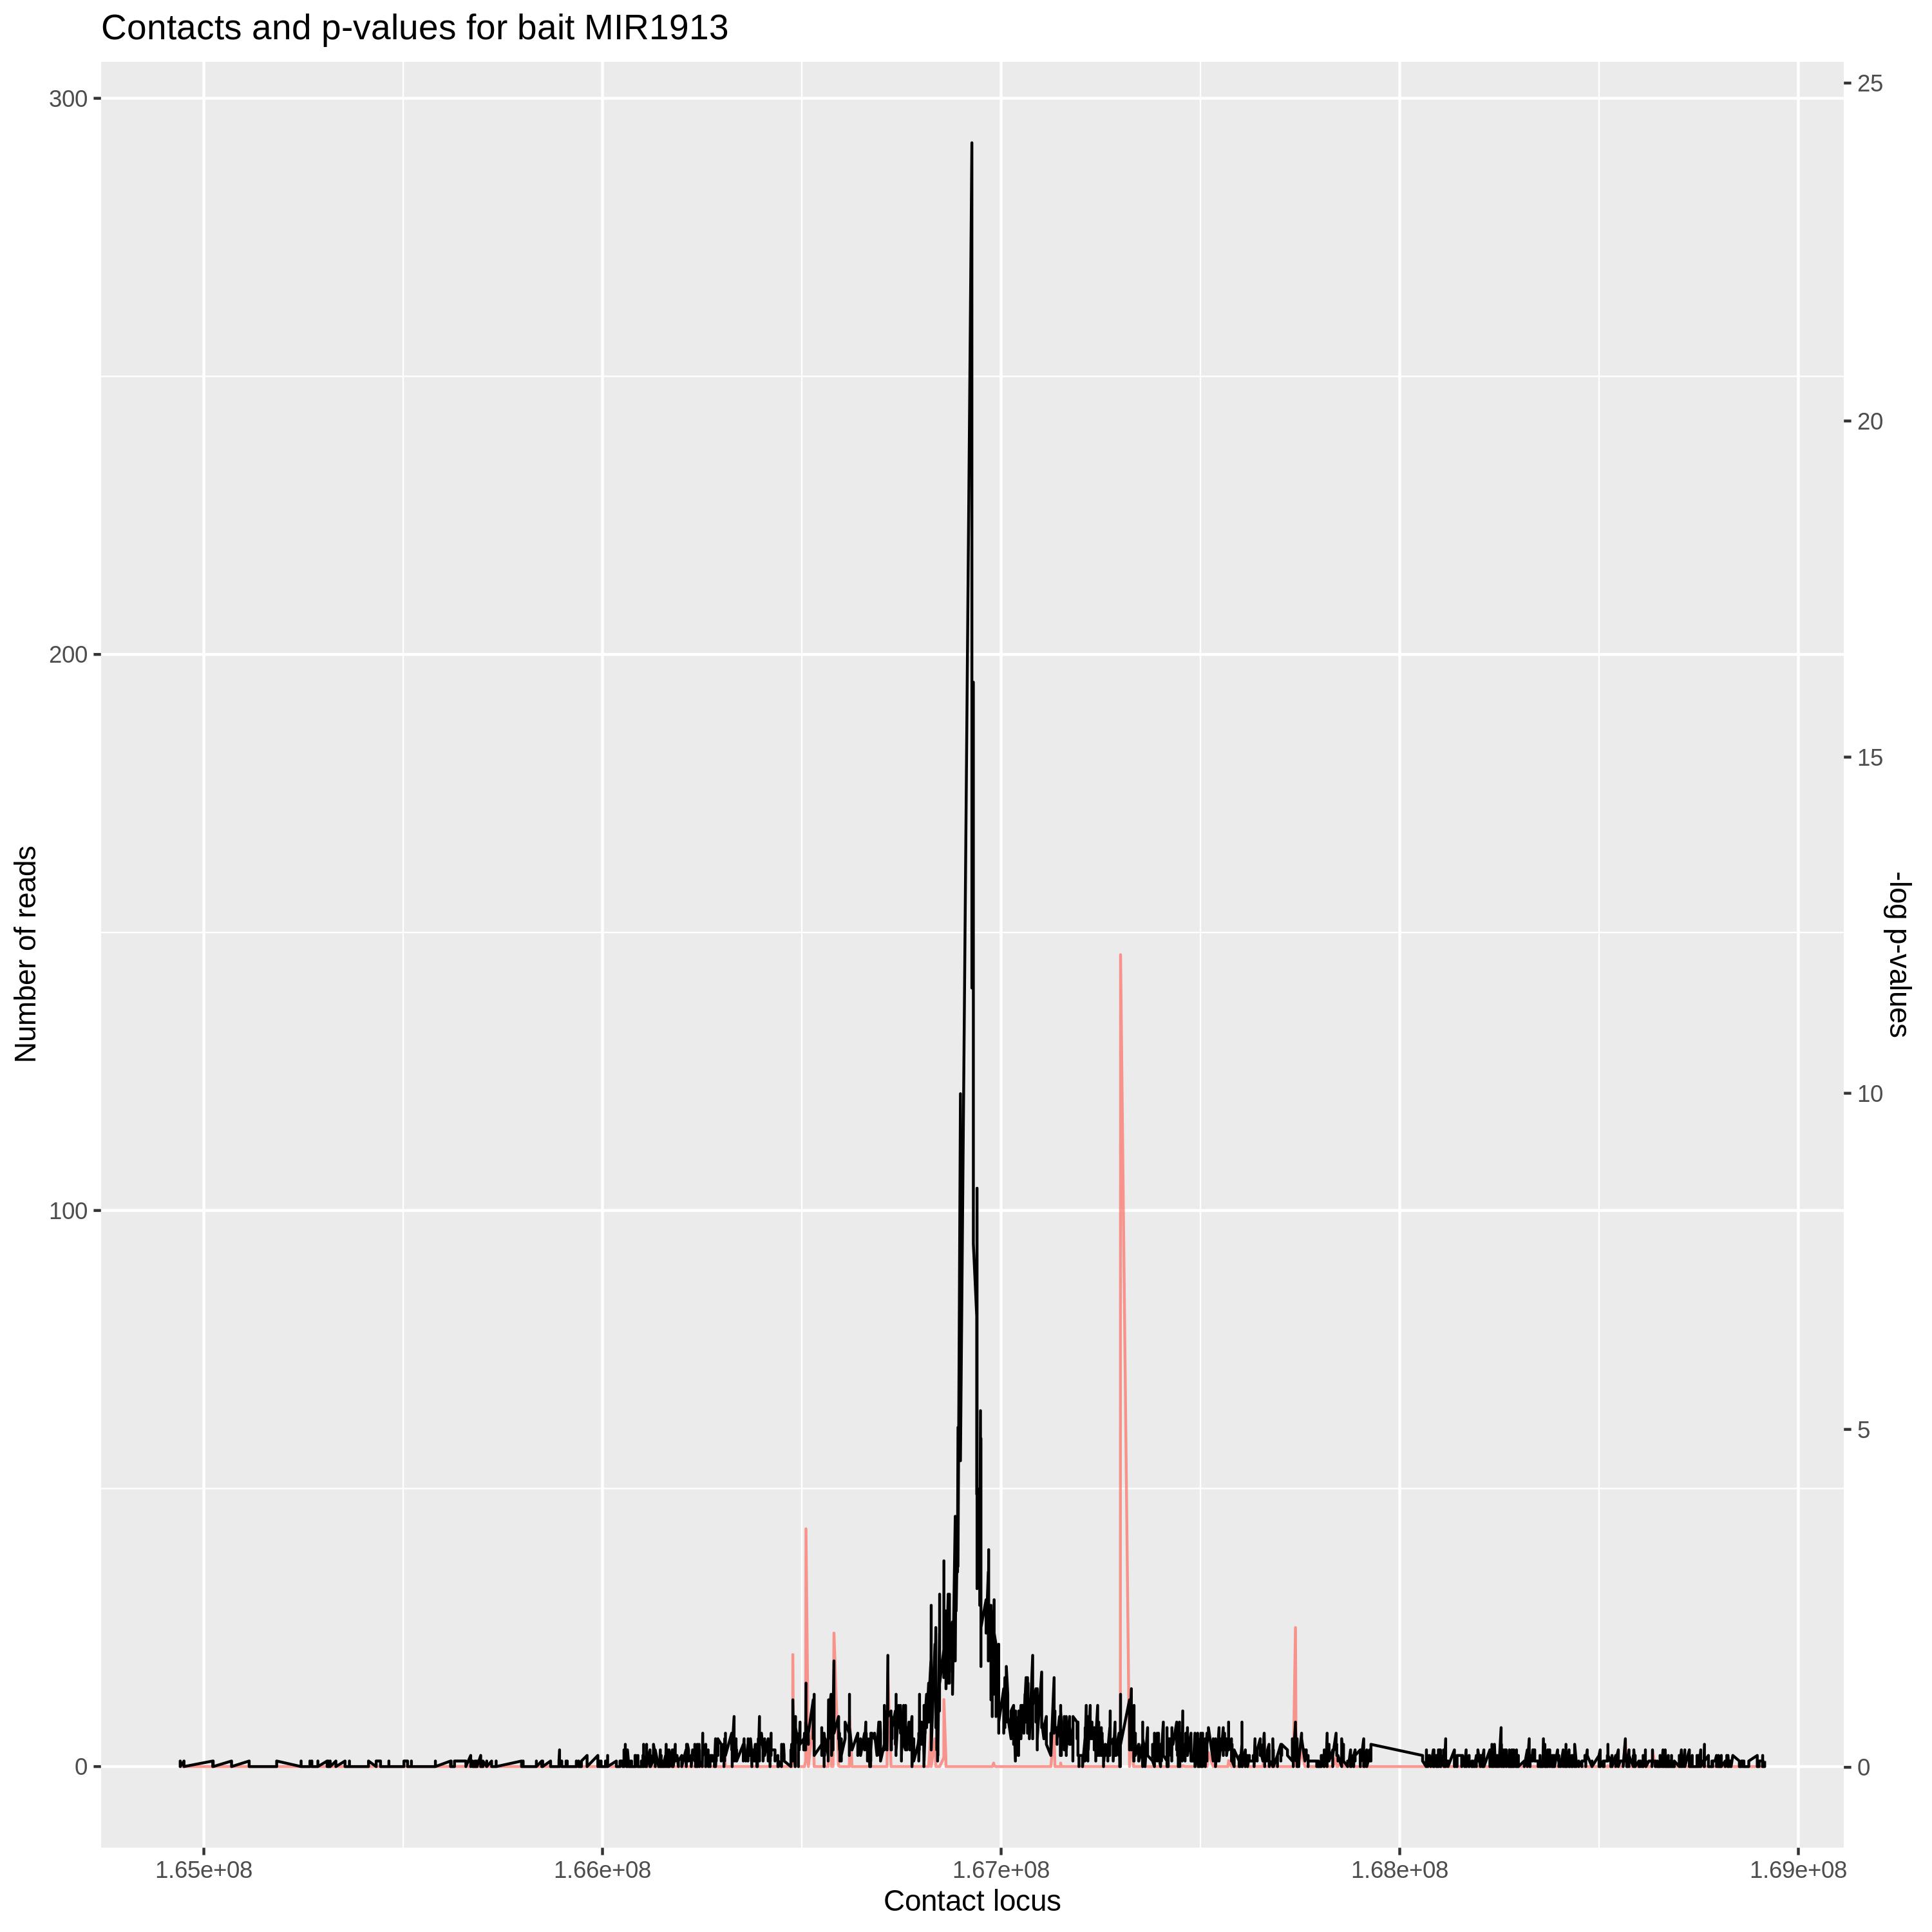 Contacts and p-values for bait MIR1913
300
200
100
0
Number of reads
25
20
15
10
5
0
-log p-values
1.65e+08
1.66e+08
1.67e+08
1.68e+08
1.69e+08
Contact locus